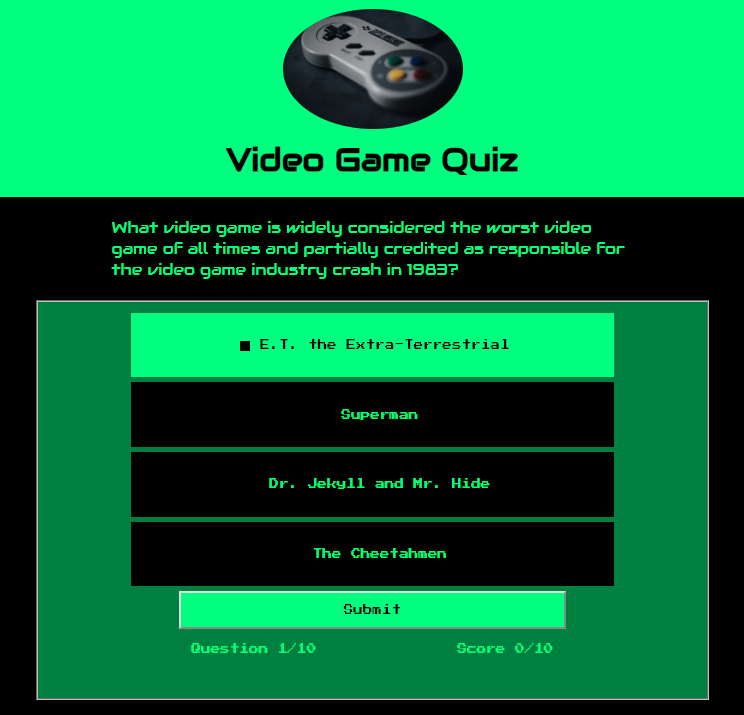 Video Game Quiz
What video game is widely considered the worst video
game of all times and partially credited as responsible for
the video game industry crash in 1983?
E.T. the Extra-Terrestrial
Superman
Dr. Jekyll and Mr. Hide
The Cheetahmen
Submit
Question 1/10 Score 0/10